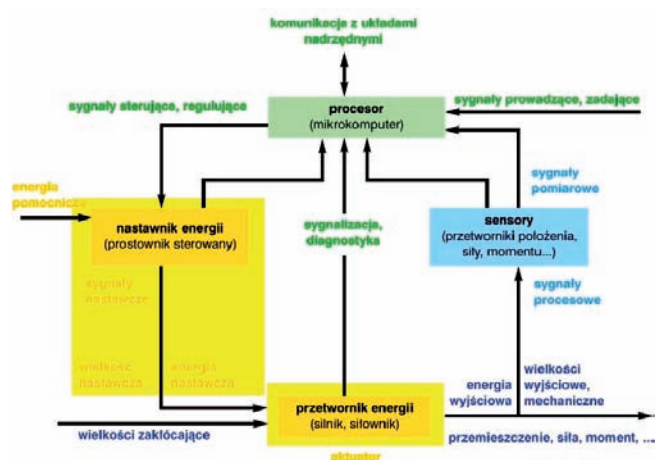 komunikacja z układami
nadrzędnymi
sygnały sterujące, regulujące
procesor
(mikrokomputer)
sygnały prowadzące, zadające
energia
pomocnicza
sygnały
pomiarowe
nastawnik energii
(prostownik sterowany)
sygnalizacja,
diagnostyka
sensory
(przetworniki położenia,
siły, momentu...)
sygnały
nastawcze
sygnały
procesowe
wielkość
nastawcza
energia
nastawcza
energia
wyjściowa
wielkości
wyjściowe,
mechaniczne
przetwornik energii
(silnik, siłownik)
wielkości zakłócające
przemieszczenie, siła, moment, ...
aktuator